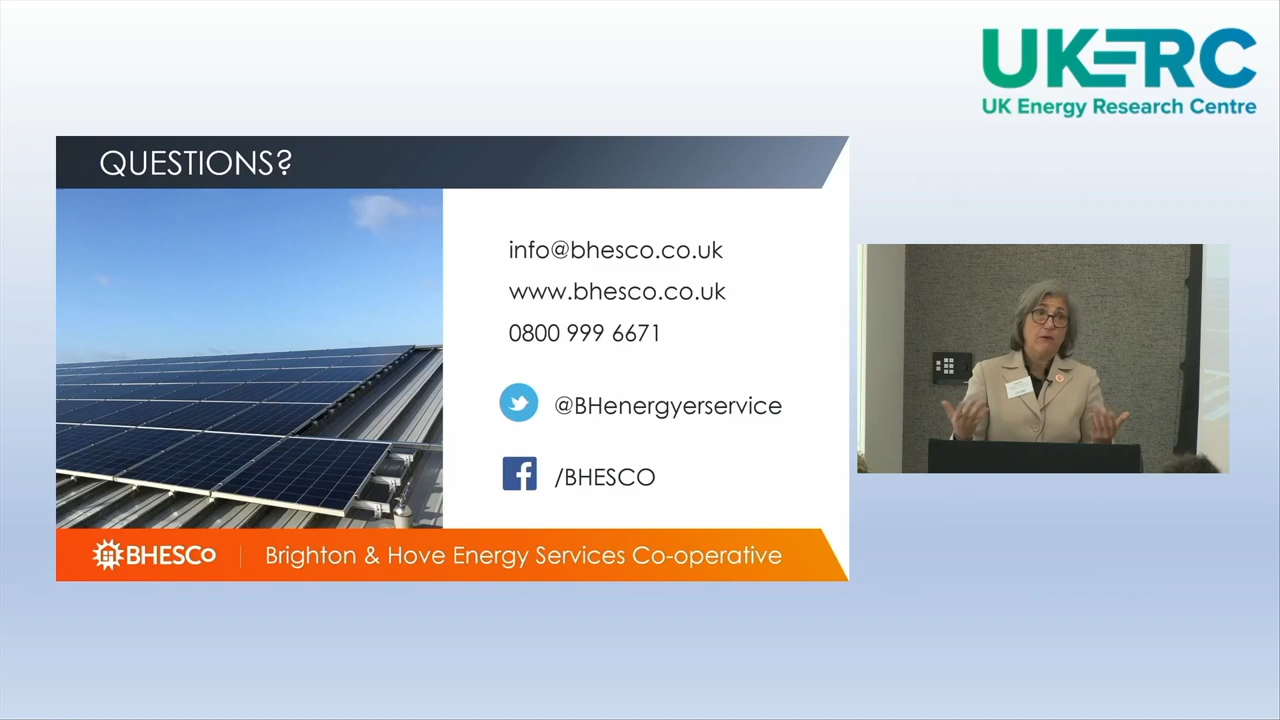 UKERC
UK Energy Research Centre
QUESTIONS?
info@bhesco.co.uk
www.bhesco.co.uk
0800 999 6671
@BHenergyerservice
/BHESCO
BHESCo
Brighton & Hove Energy Services Co-operative